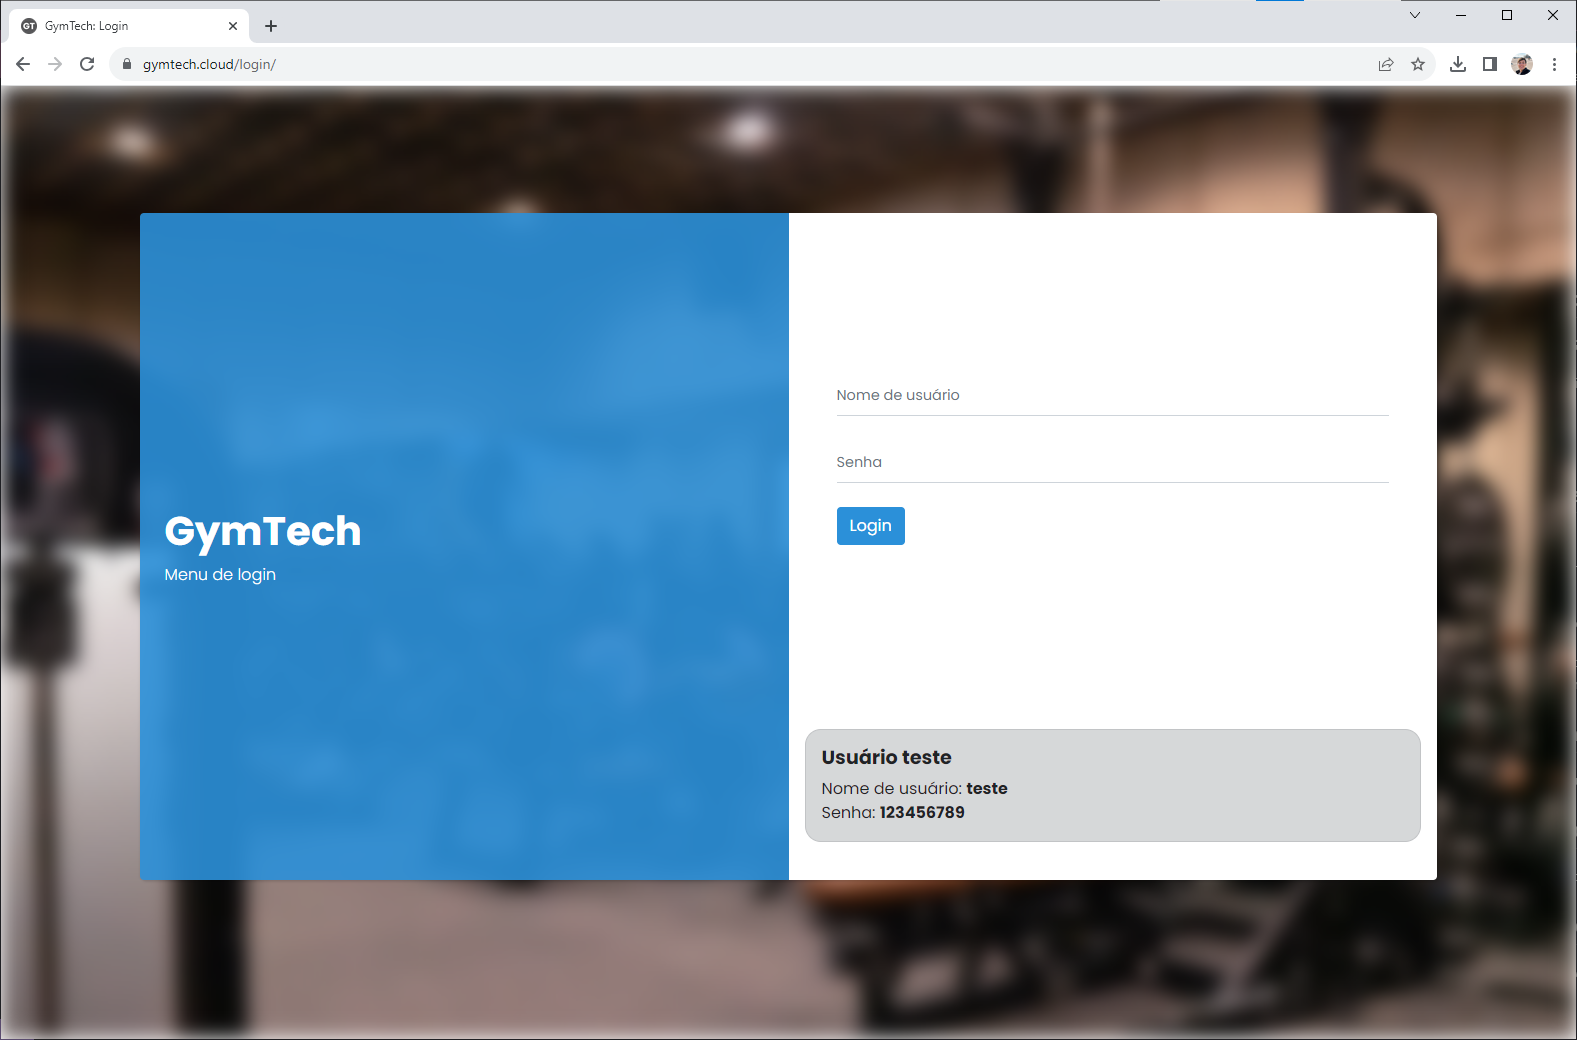 GT GymTech: Login
gymtech.cloud/login/
GymTech
Menu de login
Nome de usuário
Senha
Login
Usuário teste
Nome de usuário: teste
Senha: 123456789